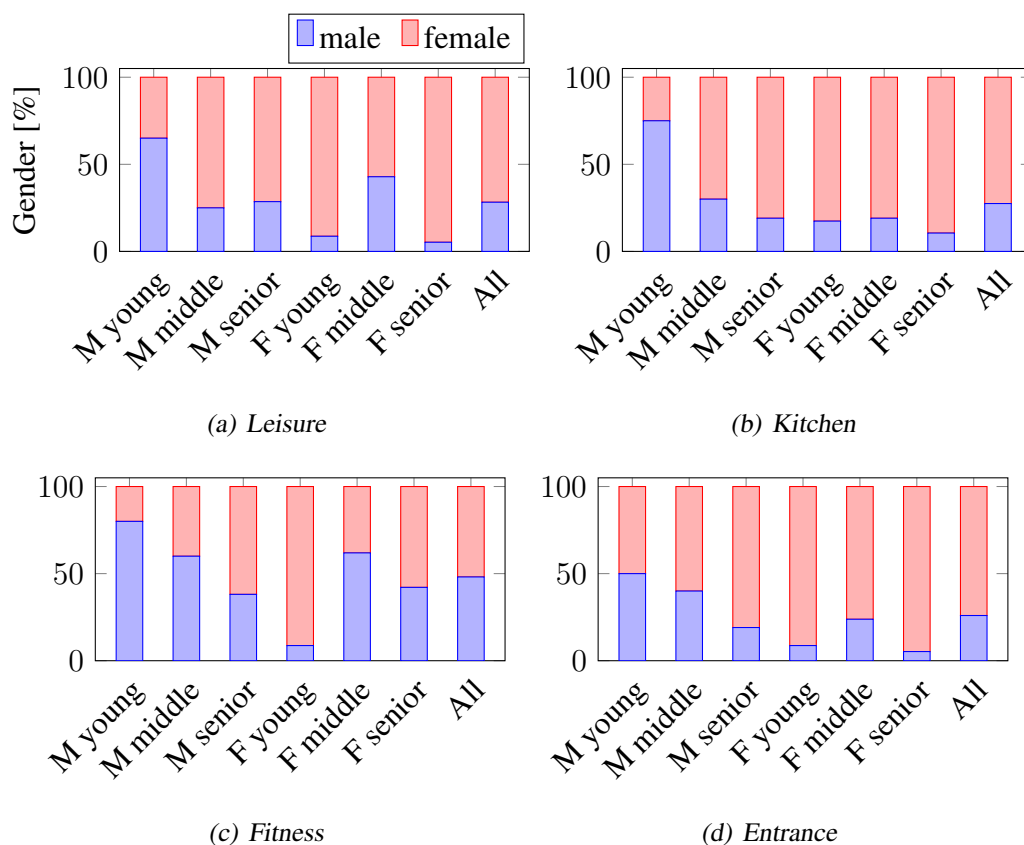 male female
Gender [%]
100
50
0
M young
M middle
M senior
F young
F middle
F senior
All
(a) Leisure
100
50
0
M young
M middle
M senior
F young
F middle
F senior
All
(b) Kitchen
100
50
0
M young
M middle
M senior
F young
F middle
F senior
All
(c) Fitness
100
50
0
M young
M middle
M senior
F young
F middle
F senior
All
(d) Entrance